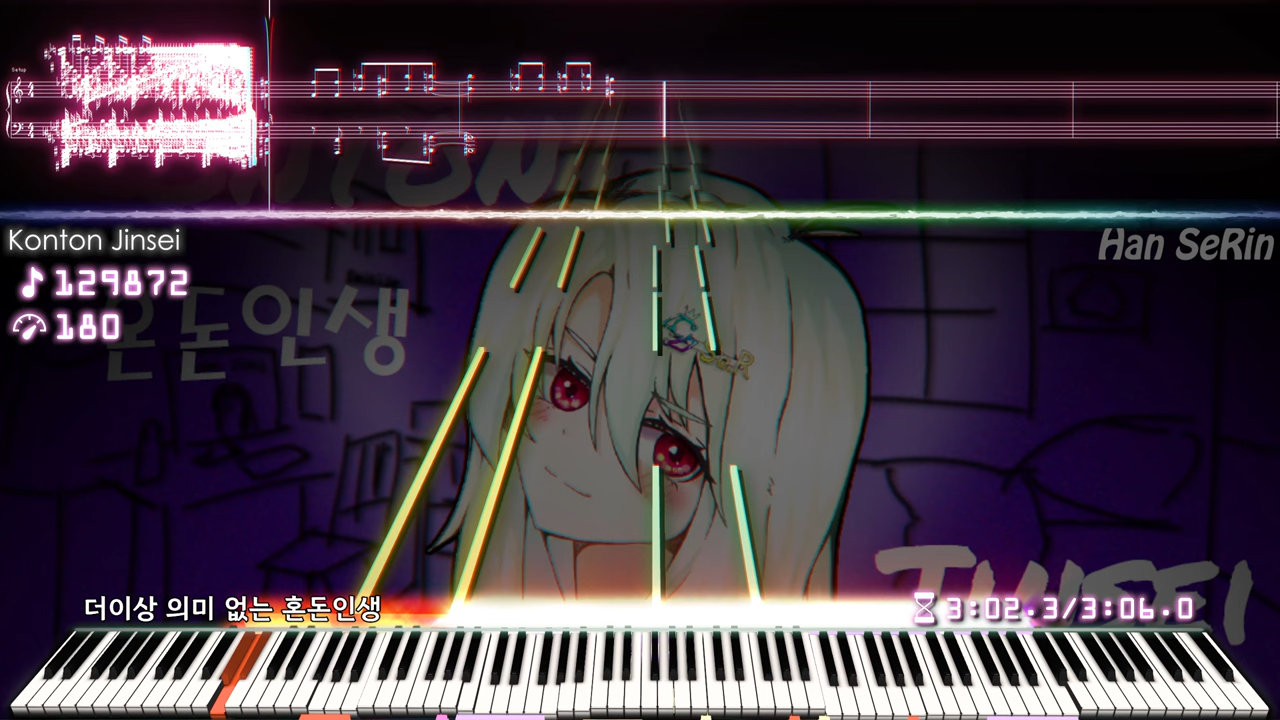 Konton Jinsei
129872
180
Han SeRin
혼돈인생
더이상 의미 없는 혼돈인생
3:02.3/3:06.0
JINSEI